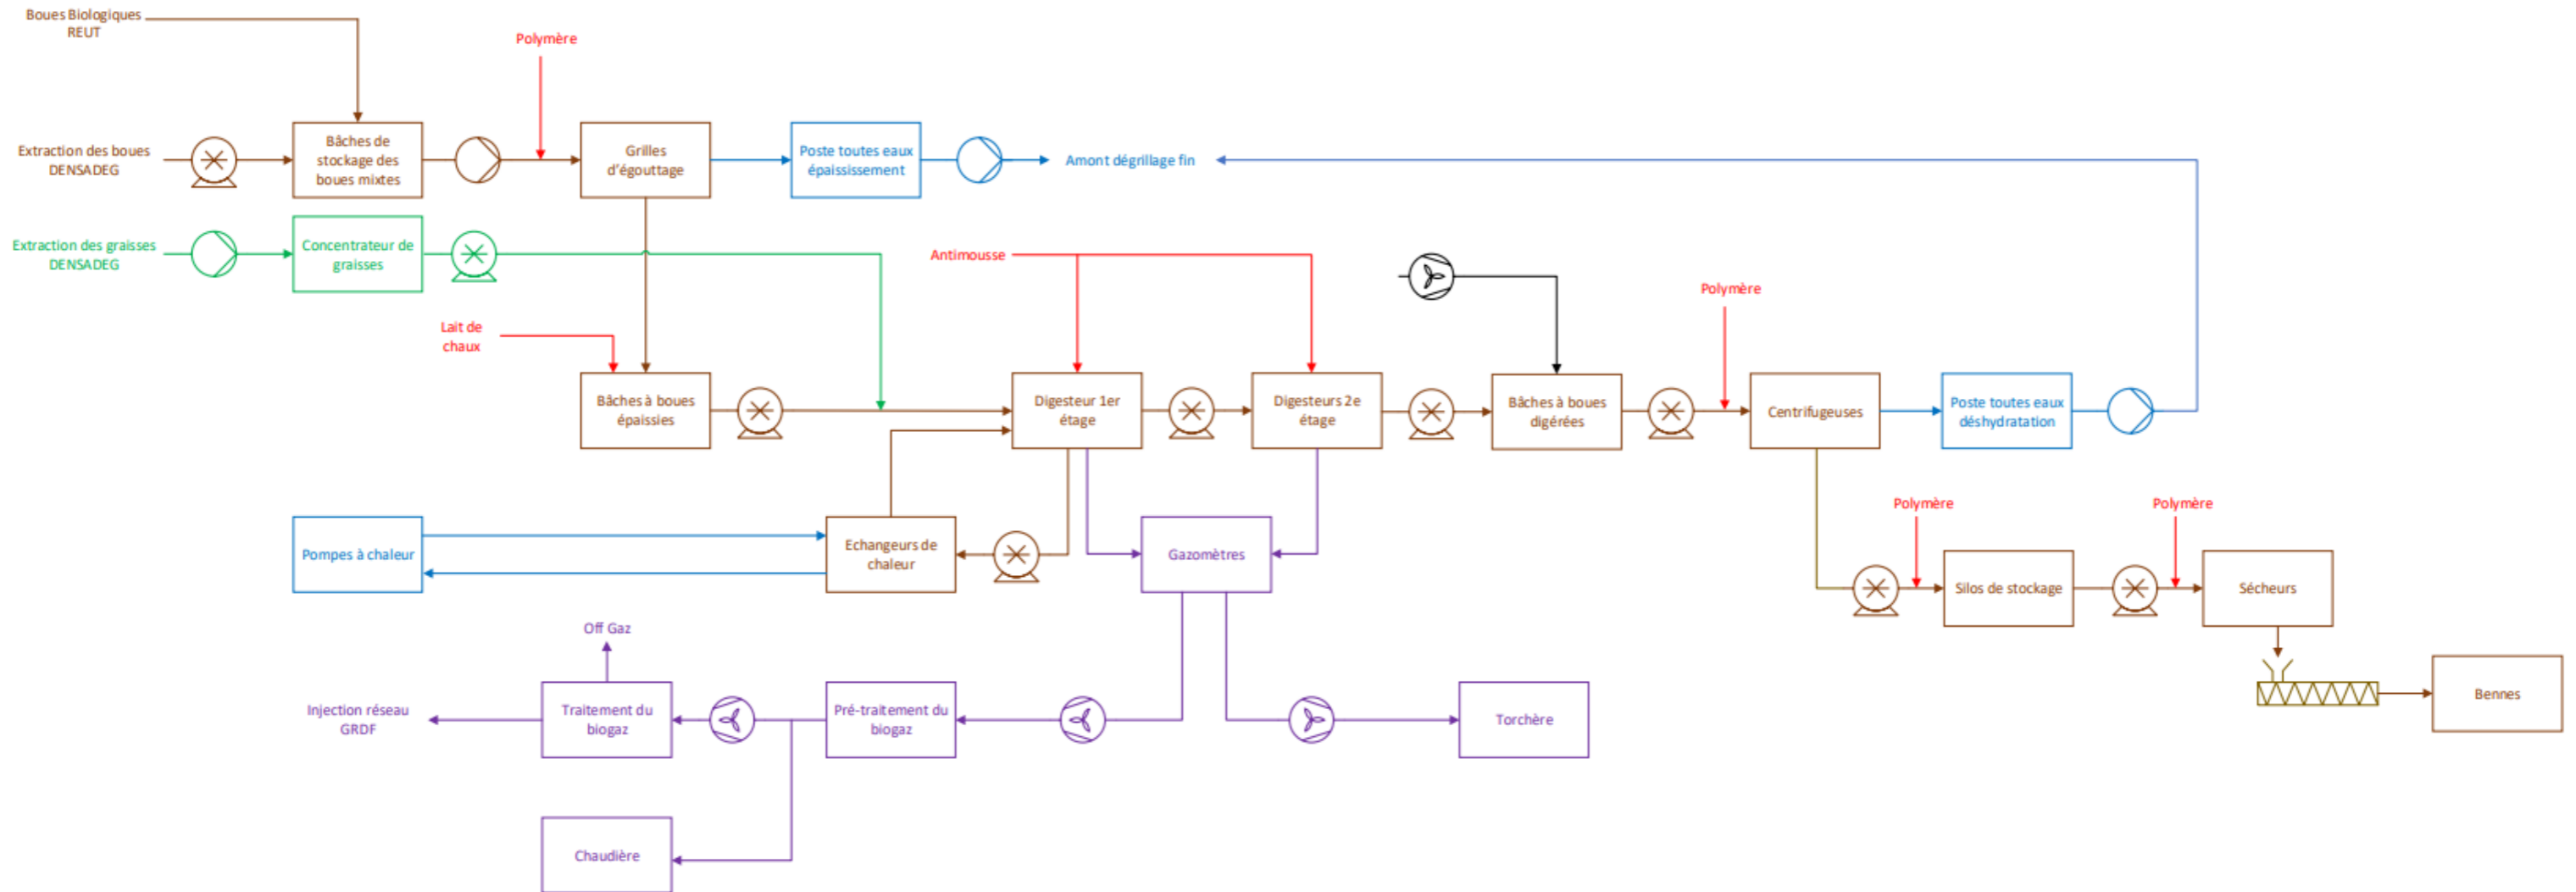 Boues Biologiques
REUT
Polymère
Extraction des boues
DENSADEG
Bâches de
stockage des
boues mixtes
Grilles
d'égouttage
Poste toutes eaux
épaississement
Amont dégrillage fin
Extraction des graisses
DENSADEG
Concentrateur de
graisses
Antimousse
Polymère
Lait de
chaux
Bâches à boues
épaissies
Digesteur 1er
étage
Digesteurs 2e
étage
Bâches à boues
digérées
Centrifugeuses
Poste toutes eaux
déshydratation
Polymère
Polymère
Pompes à chaleur
Echangeurs de
chaleur
Gazomètres
Silos de stockage
Sécheurs
Off Gaz
Injection réseau
GRDF
Traitement du
biogaz
Pré-traitement du
biogaz
Torchère
Bennes
Chaudière